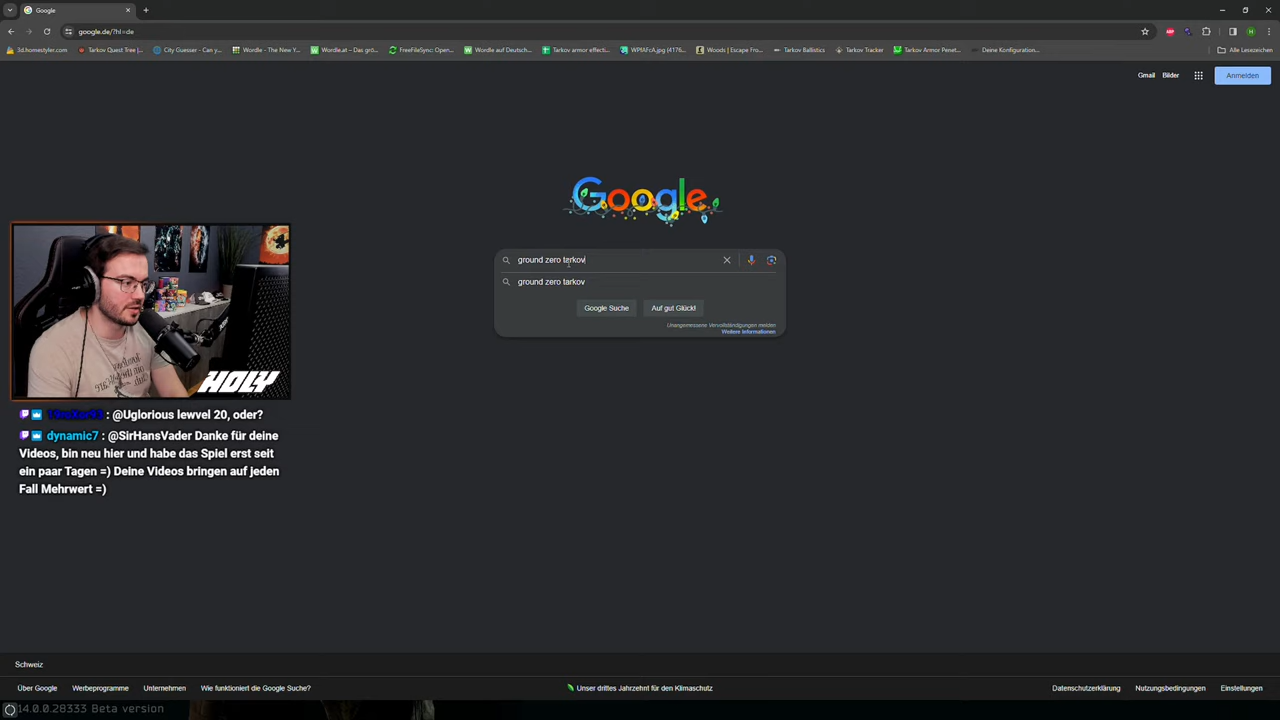 Google
google.de/?hl=de
3d.homestyler.com
Tarkov Quest Tree |...
City Guesser - Can y...
Wordle - The New Y...
Wordle.at – Das grö...
FreeFileSync: Open...
Wordle auf Deutsch...
Tarkov armor effecti...
WPfAFrA.jpg (4176...
Woods | Escape Fro...
Tarkov Ballistics
Tarkov Tracker
Tarkov Armor Penet...
Deine Konfiguration...
Alle Lesezeichen
Gmail
Bilder
Anmelden
Google
ground zero tarkov
ground zero tarkov
Google Suche
Auf gut Glück!
Unangemessene Vervollständigungen melden
Weitere Informationen
HOLY
: @Uglorious lewvel 20, oder?
dynamic7 : @SirHansVader Danke für deine
Videos, bin neu hier und habe das Spiel erst seit
ein paar Tagen =) Deine Videos bringen auf jeden
Fall Mehrwert =)
Schweiz
Über Google
Werbeprogramme
Unternehmen
Wie funktioniert die Google Suche?
Unser drittes Jahrzehnt für den Klimaschutz
Datenschutzerklärung
Nutzungsbedingungen
Einstellungen
14.0.0.28333 Beta version